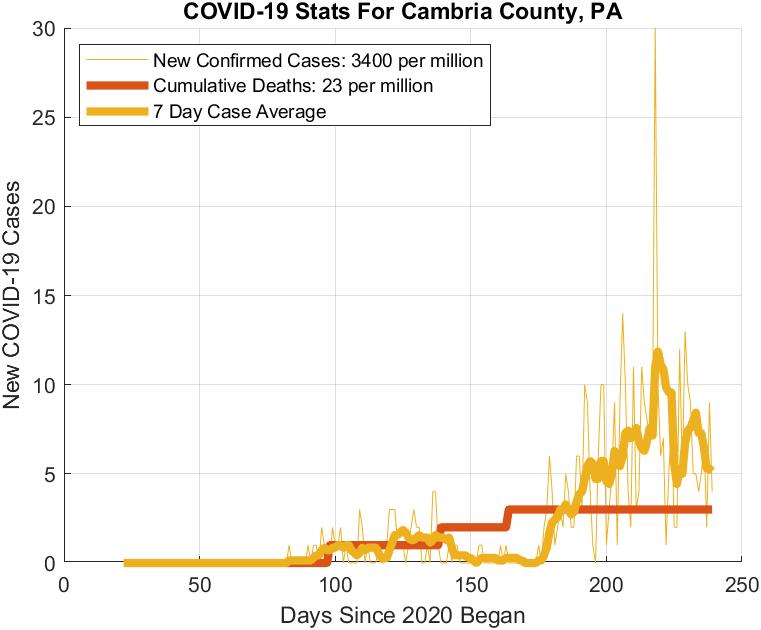 COVID-19 Stats For Cambria County, PA
New Confirmed Cases: 3400 per million
Cumulative Deaths: 23 per million
7 Day Case Average
New COVID-19 Cases
30
25
20
15
10
5
0
0 50 100 150 200 250
Days Since 2020 Began